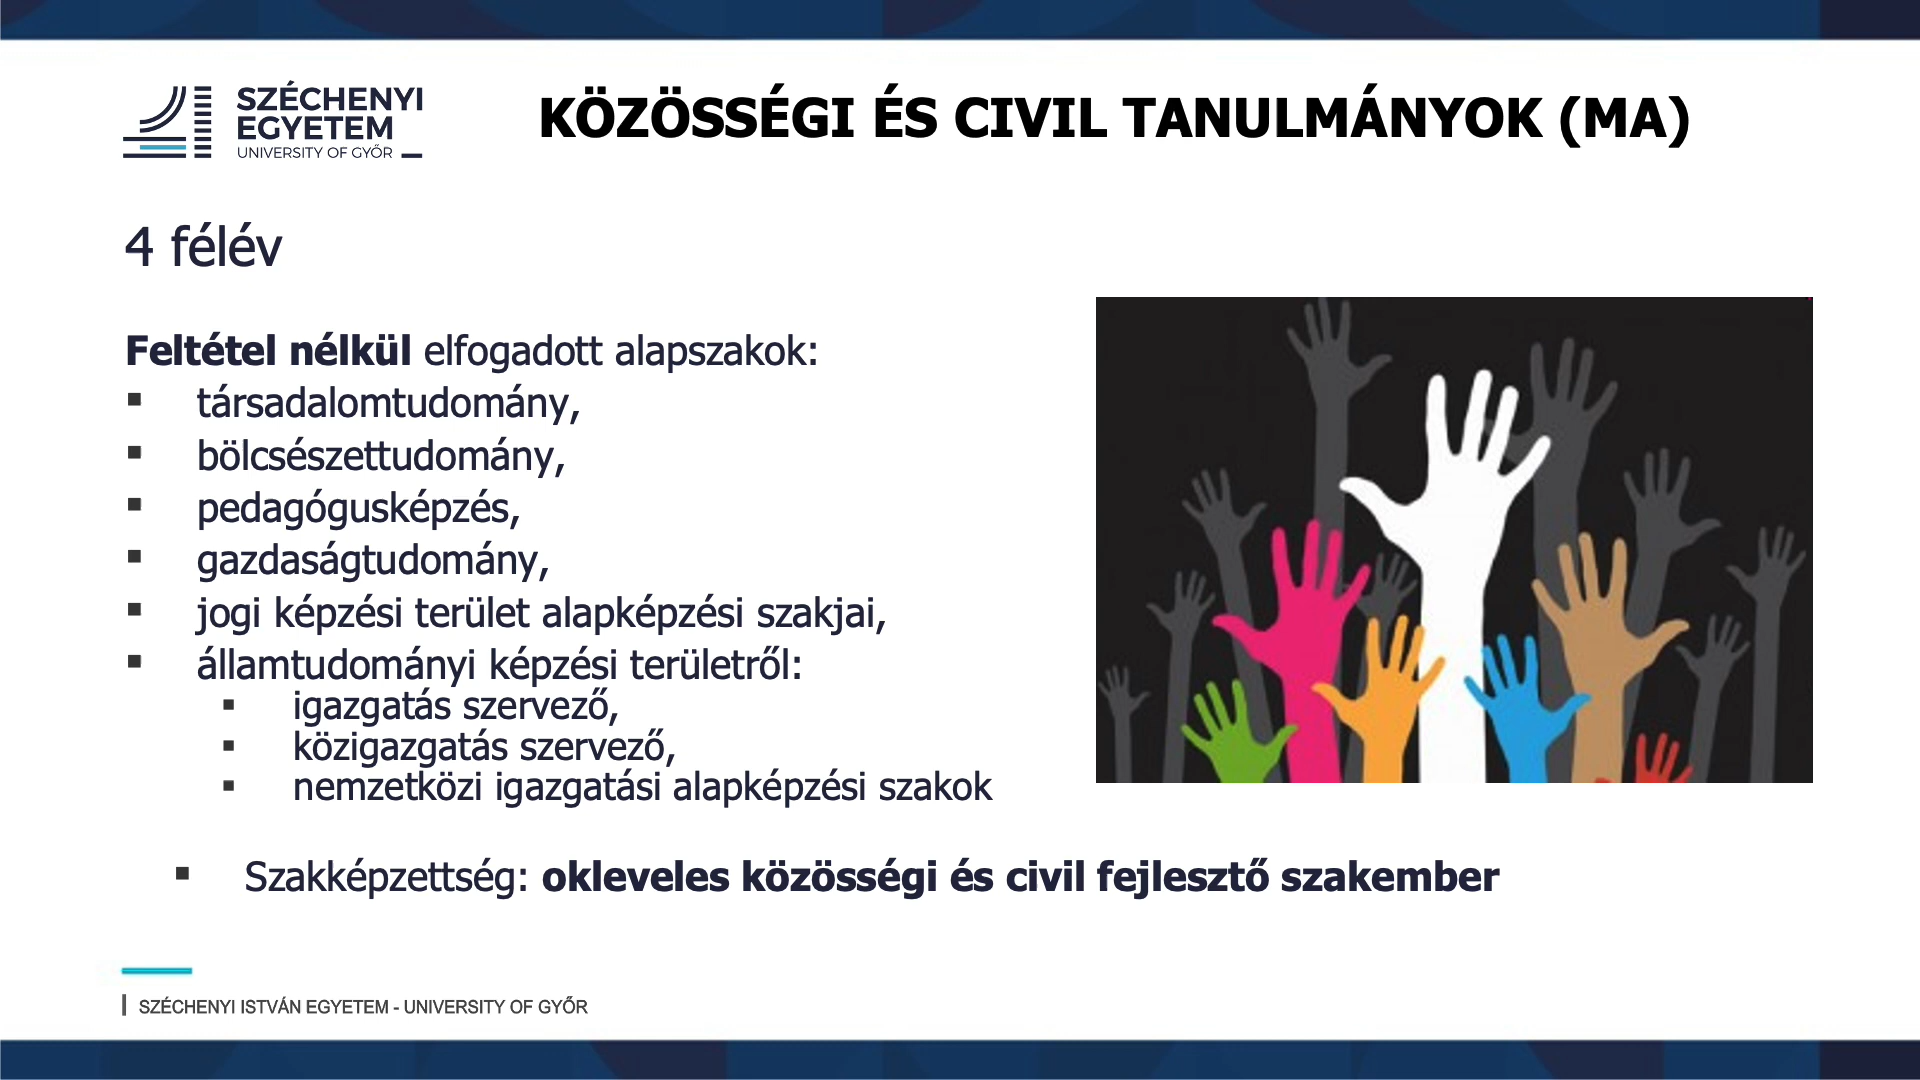 SZÉCHENYI
EGYETEM
UNIVERSITY OF GYŐR
KÖZÖSSÉGI ÉS CIVIL TANULMÁNYOK (MA)
4 félév
Feltétel nélkül elfogadott alapszakok:
▪ társadalomtudomány,
▪ bölcsészettudomány,
▪ pedagógusképzés,
▪ gazdaságtudomány,
▪ jogi képzési terület alapképzési szakjai,
▪ államtudományi képzési területről:
▪ igazgatás szervező,
▪ közigazgatás szervező,
▪ nemzetközi igazgatási alapképzési szakok
▪ Szakképzettség: okleveles közösségi és civil fejlesztő szakember
SZÉCHENYI ISTVÁN EGYETEM - UNIVERSITY OF GYŐR